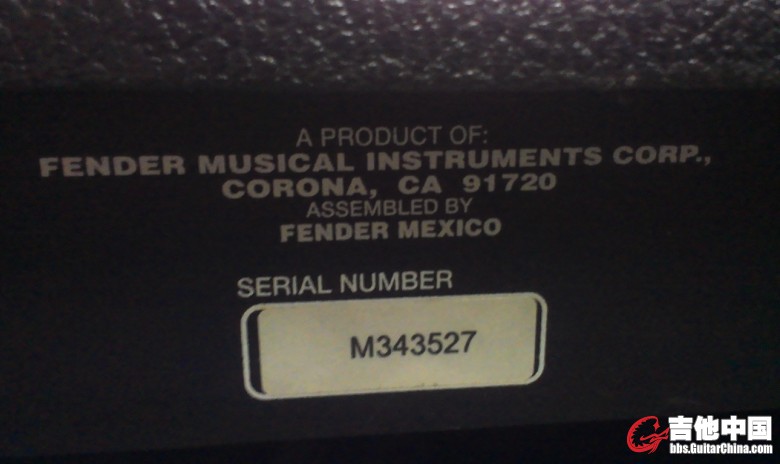 A PRODUCT OF:
FENDER MUSICAL INSTRUMENTS CORP.,
CORONA, CA 91720
ASSEMBLED BY
FENDER MEXICO
SERIAL NUMBER
M343527
吉他中国
bbs.GuitarChina.com